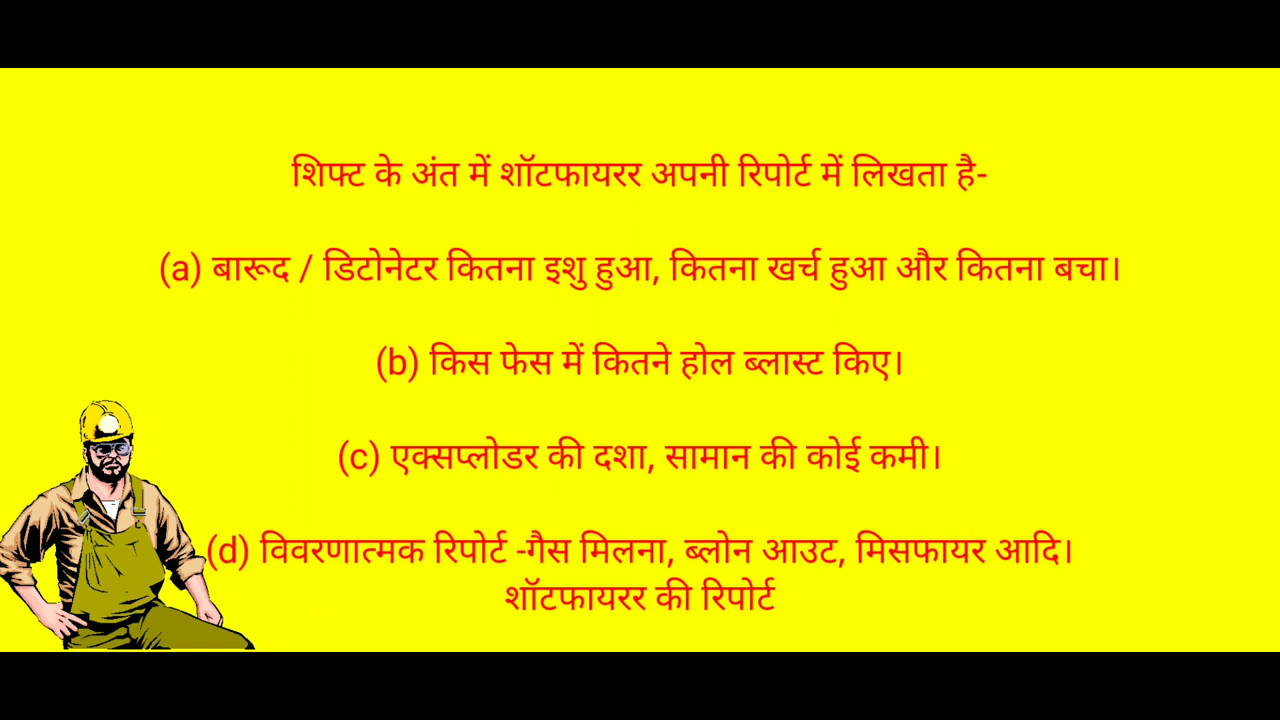 शिफ्ट के अंत में शॉटफायरर अपनी रिपोर्ट में लिखता है-
(a) बारूद / डिटोनेटर कितना इशु हुआ, कितना खर्च हुआ और कितना बचा।
(b) किस फेस में कितने होल ब्लास्ट किए।
(c) एक्सप्लोडर की दशा, सामान की कोई कमी।
(d) विवरणात्मक रिपोर्ट -गैस मिलना, ब्लोन आउट, मिसफायर आदि।
शॉटफायरर की रिपोर्ट